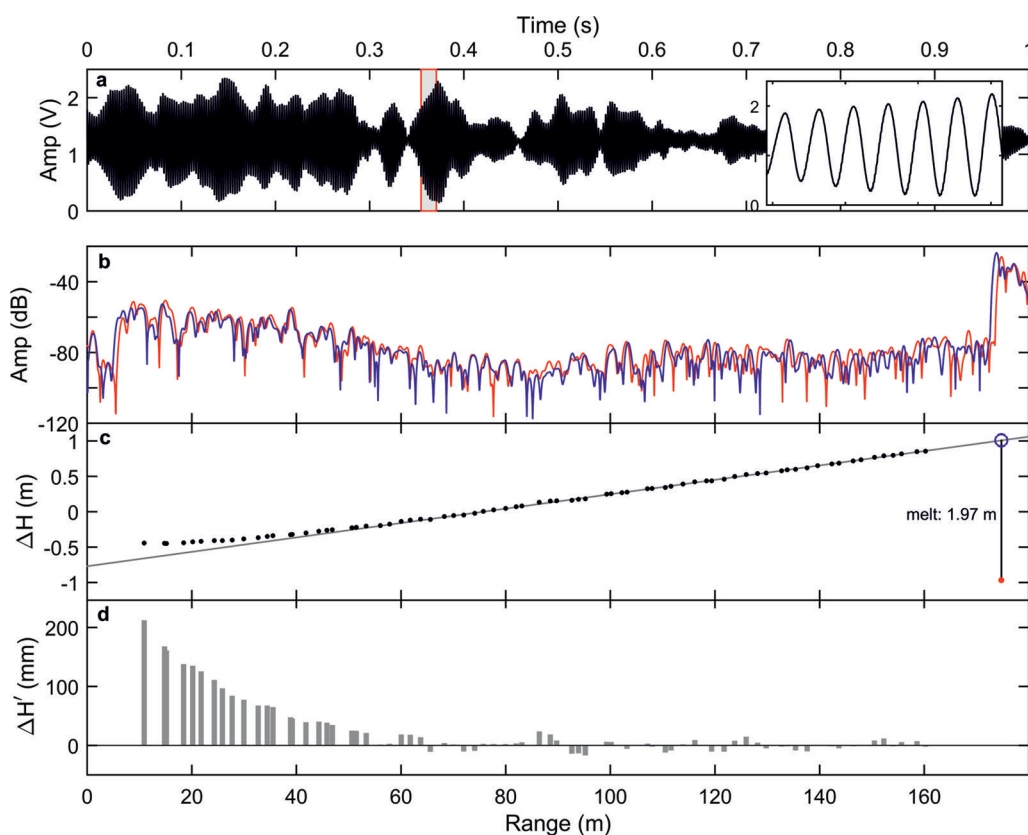 Time (s)
0 0.1 0.2 0.3 0.4 0.5 0.6 0.7 0.8 0.9 1
a
Amp (V)
2
1
0
2
1
0
b
Amp (dB)
-40
-80
-120
c
ΔH (m)
1
0.5
0
-0.5
-1
melt: 1.97 m
d
ΔH′ (mm)
200
100
0
0 20 40 60 80 100 120 140 160
Range (m)